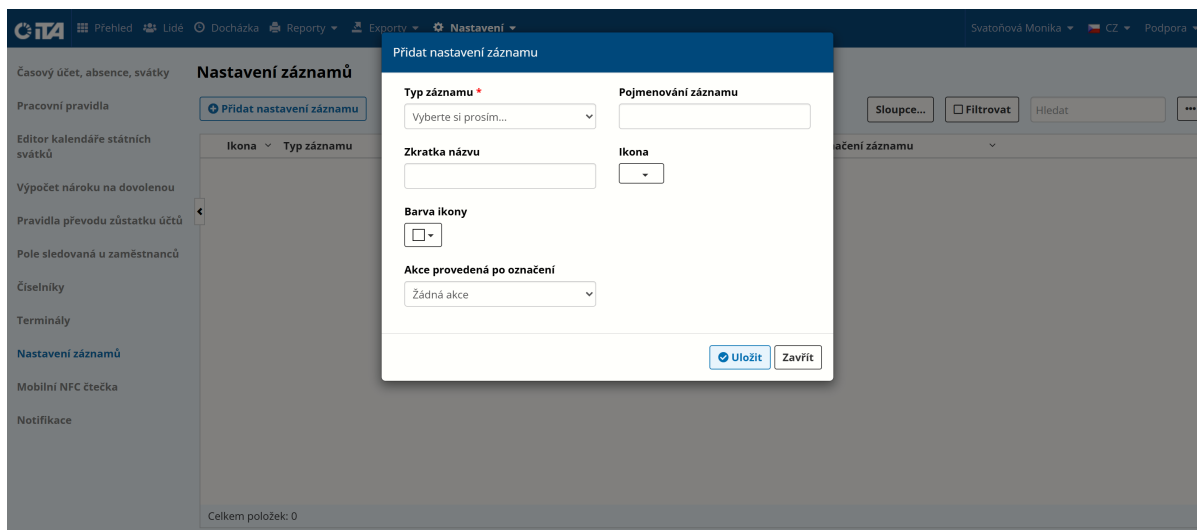 ITA Přehled Lidé Docházka Reporty Exporty Nastavení Svatoňová Monika CZ Podpora
Přidat nastavení záznamu
Časový účet, absence, svátky
Pracovní pravidla
Editor kalendáře státních
svátků
Výpočet nároku na dovolenou
Pravidla převodu zůstatku účtů
Pole sledovaná u zaměstnanců
Číselníky
Terminály
Nastavení záznamů
Mobilní NFC čtečka
Notifikace
Nastavení záznamů
Přidat nastavení záznamu
Sloupce... Filtrovat Hledat
Ikona Typ záznamu
záznamu
Typ záznamu * Pojmenování záznamu
Vyberte si prosím...
Zkratka názvu Ikona
Barva ikony
Akce provedená po označení
Žádná akce
Uložit Zavřít
Celkem položek: 0